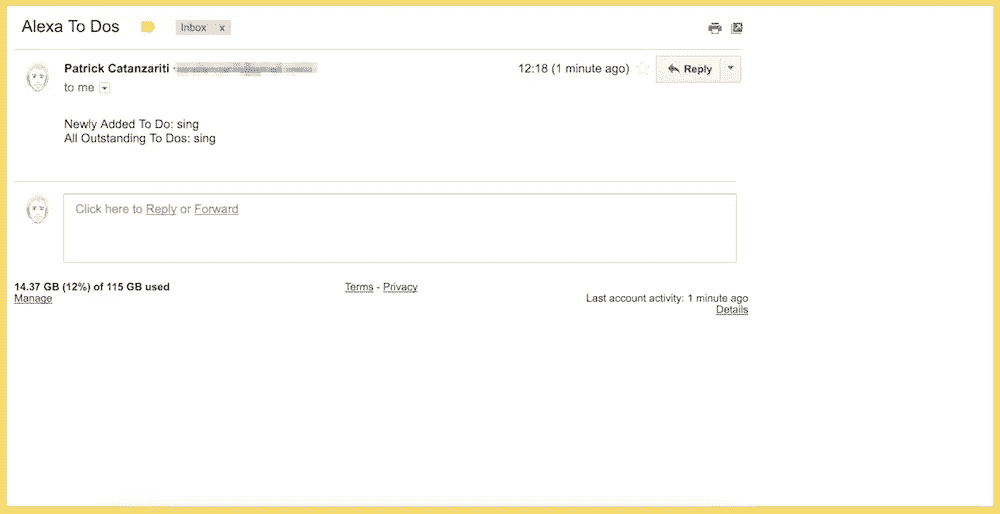 Alexa To Dos
Inbox x
Patrick Catanzariti
12:18 (1 minute ago)
Reply
to me
Newly Added To Do: sing
All Outstanding To Dos: sing
Click here to Reply or Forward
14.37 GB (12%) of 115 GB used
Manage
Terms - Privacy
Last account activity: 1 minute ago
Details